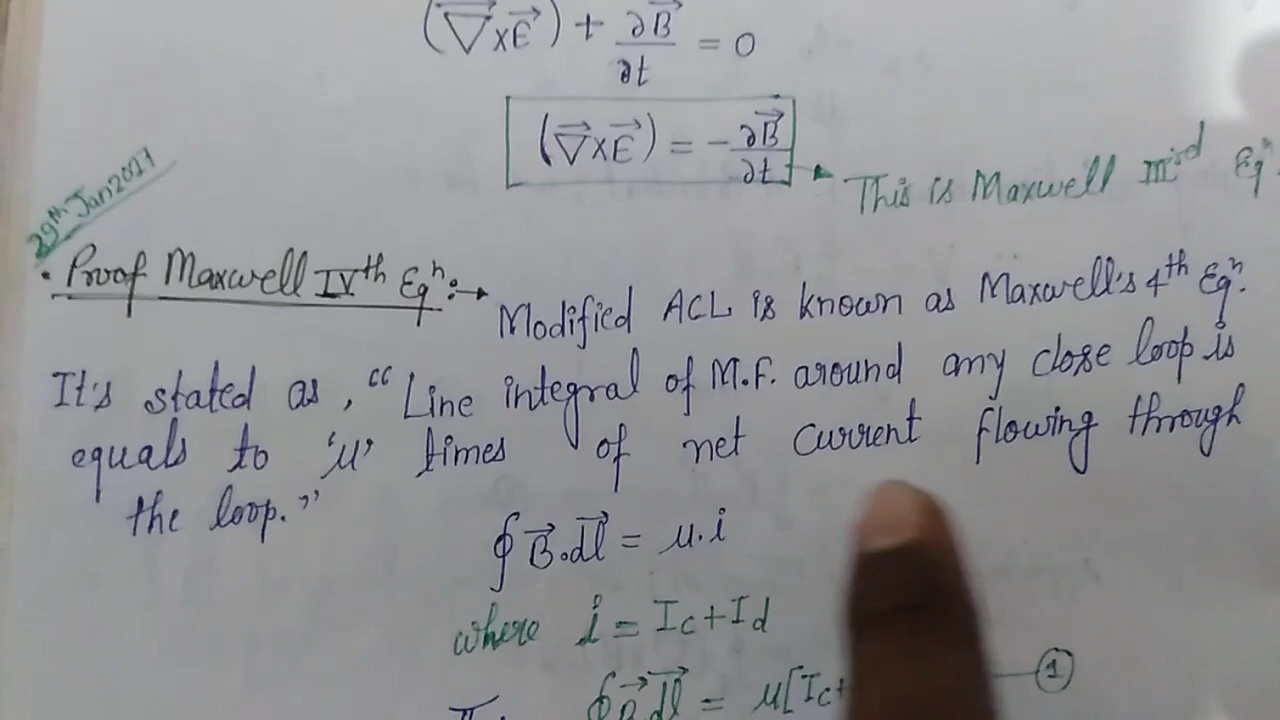 (∇×E) + ∂B/∂t = 0
(∇×E) = -∂B/∂t
This is Maxwell IIIrd Eqn.
29th Jan 2027
• Proof Maxwell IVth Eqn :→ Modified ACL is known as Maxwell's 4th Eqn.
It's stated as, “Line integral of M.F. around any close loop is
equals to 'μ' times of net current flowing through
the loop.”
∮B.dl = μ.i
where i = Ic+Id
∮B.dl = μ[Ic+ —①